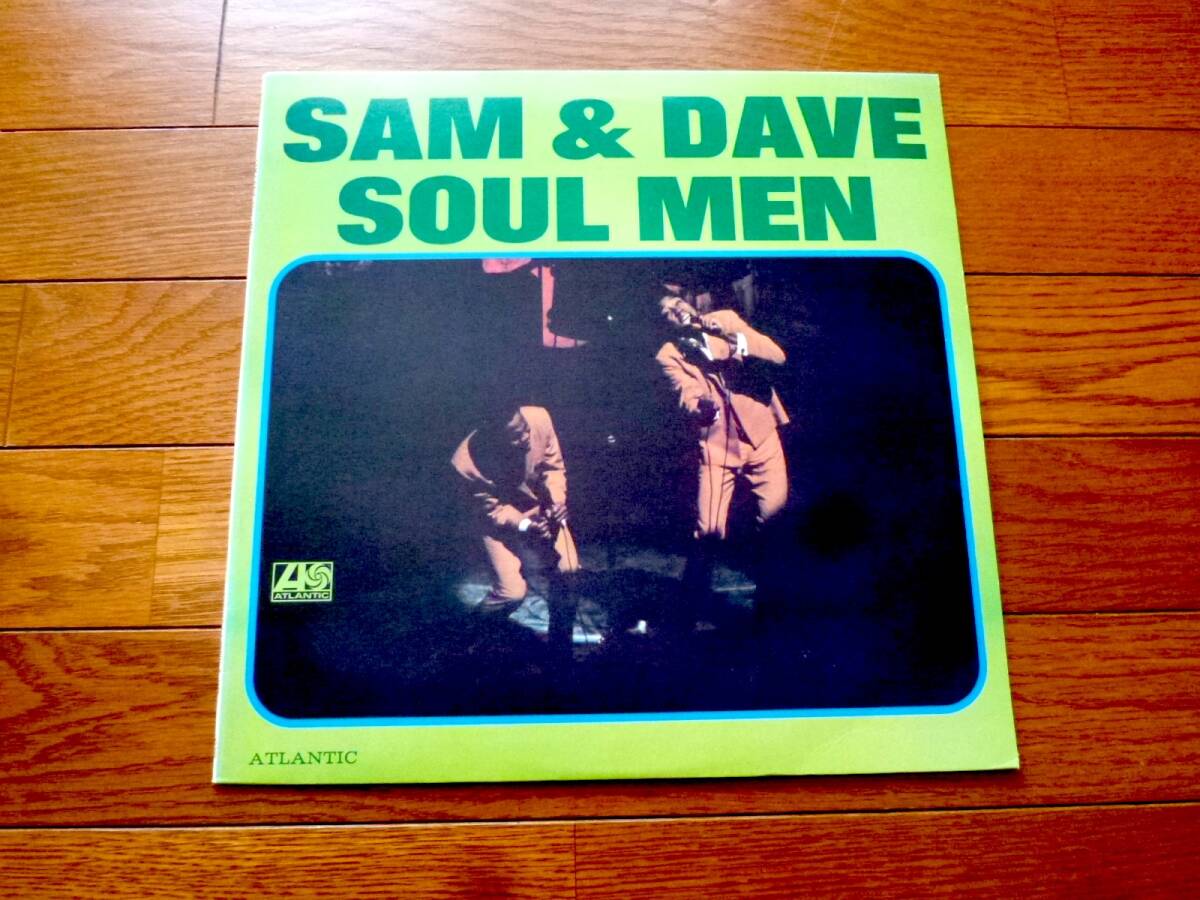 SAM & DAVE
SOUL MEN
ATLANTIC
ATLANTIC